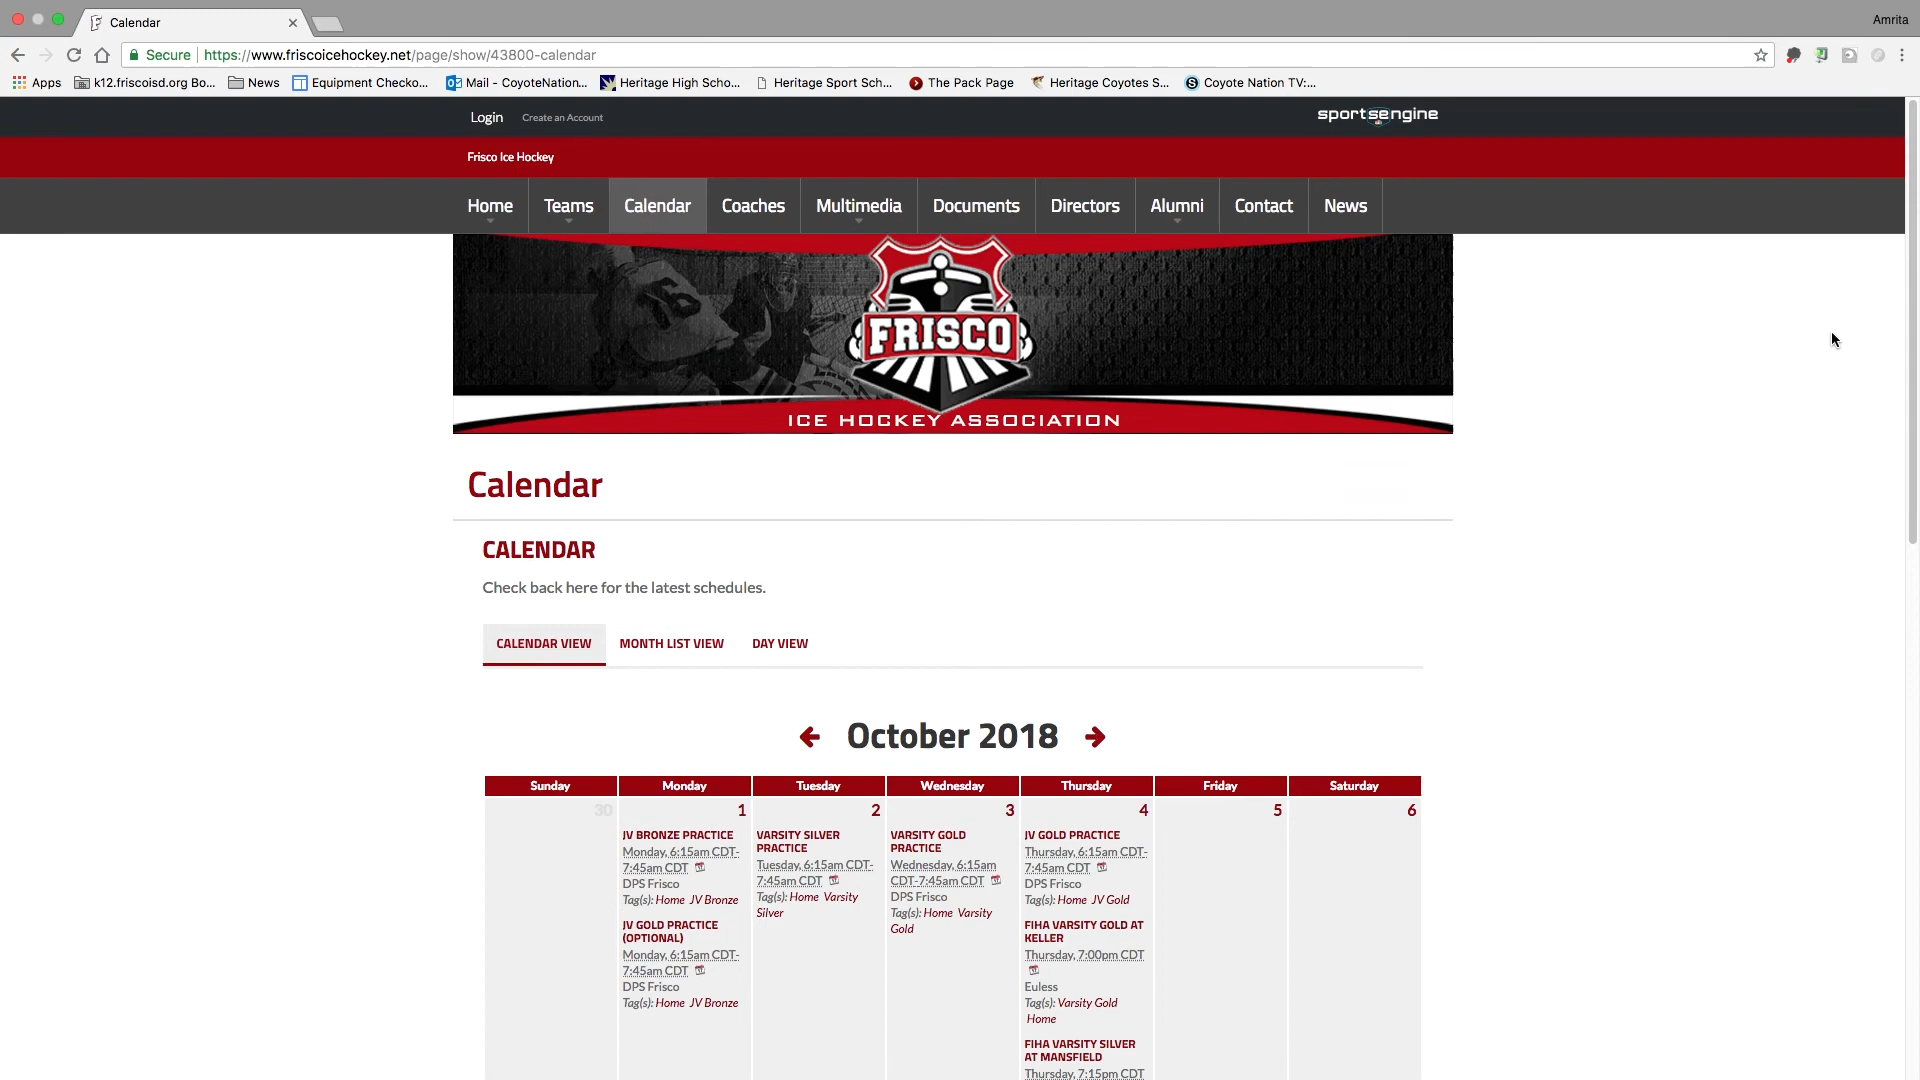 Calendar
Amrita
Secure https://www.friscoicehockey.net/page/show/43800-calendar
Apps k12.friscoisd.org Bo... News Equipment Checko... Mail - CoyoteNation... Heritage High Scho... Heritage Sport Sch... The Pack Page Heritage Coyotes S... Coyote Nation TV:...
Login Create an Account sportsengine
Frisco Ice Hockey
Home Teams Calendar Coaches Multimedia Documents Directors Alumni Contact News
FRISCO
ICE HOCKEY ASSOCIATION
Calendar
CALENDAR
Check back here for the latest schedules.
CALENDAR VIEW MONTH LIST VIEW DAY VIEW
October 2018
Sunday Monday Tuesday Wednesday Thursday Friday Saturday
30
1
JV BRONZE PRACTICE
Monday, 6:15am CDT-
7:45am CDT
DPS Frisco
Tag(s): Home JV Bronze
JV GOLD PRACTICE
(OPTIONAL)
Monday, 6:15am CDT-
7:45am CDT
DPS Frisco
Tag(s): Home JV Bronze
2
VARSITY SILVER
PRACTICE
Tuesday, 6:15am CDT-
7:45am CDT
Tag(s): Home Varsity
Silver
3
VARSITY GOLD
PRACTICE
Wednesday, 6:15am
CDT-7:45am CDT
DPS Frisco
Tag(s): Home Varsity
Gold
4
JV GOLD PRACTICE
Thursday, 6:15am CDT-
7:45am CDT
DPS Frisco
Tag(s): Home JV Gold
FIHA VARSITY GOLD AT
KELLER
Thursday, 7:00pm CDT
Euless
Tag(s): Varsity Gold
Home
FIHA VARSITY SILVER
AT MANSFIELD
Thursday, 7:15pm CDT
5
6